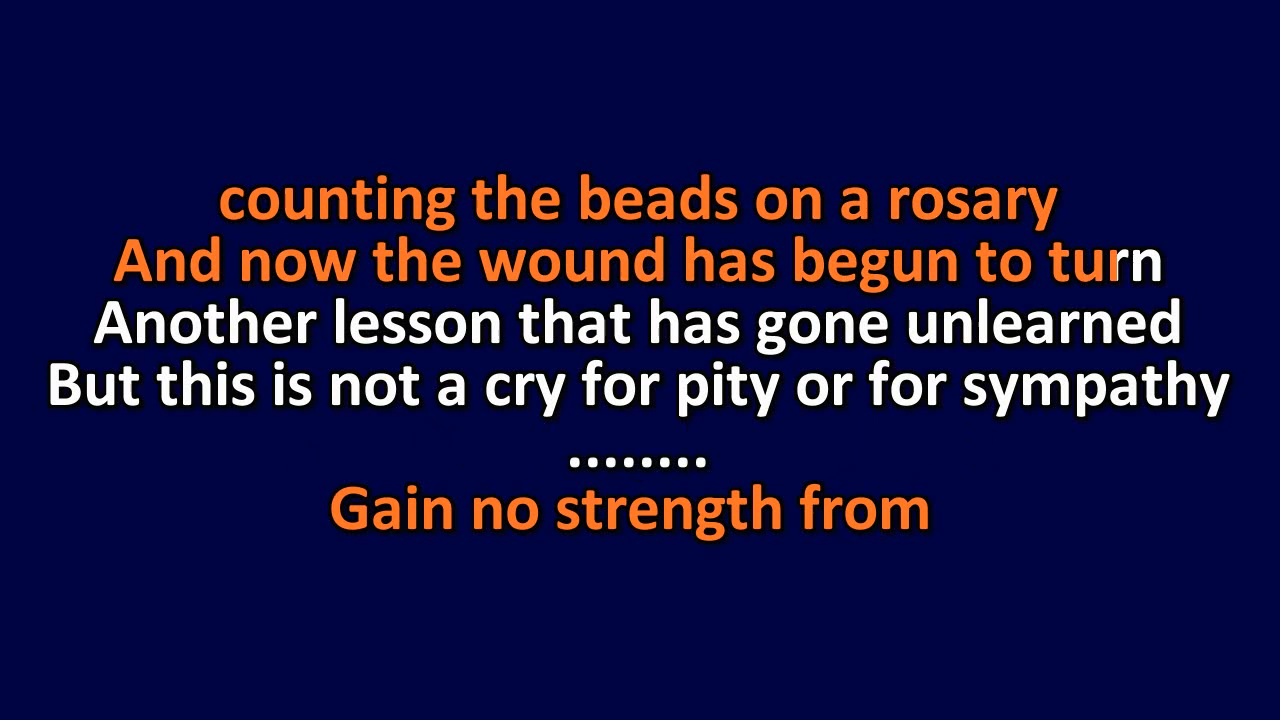 counting the beads on a rosary
And now the wound has begun to turn
Another lesson that has gone unlearned
But this is not a cry for pity or for sympathy
........
Gain no strength from